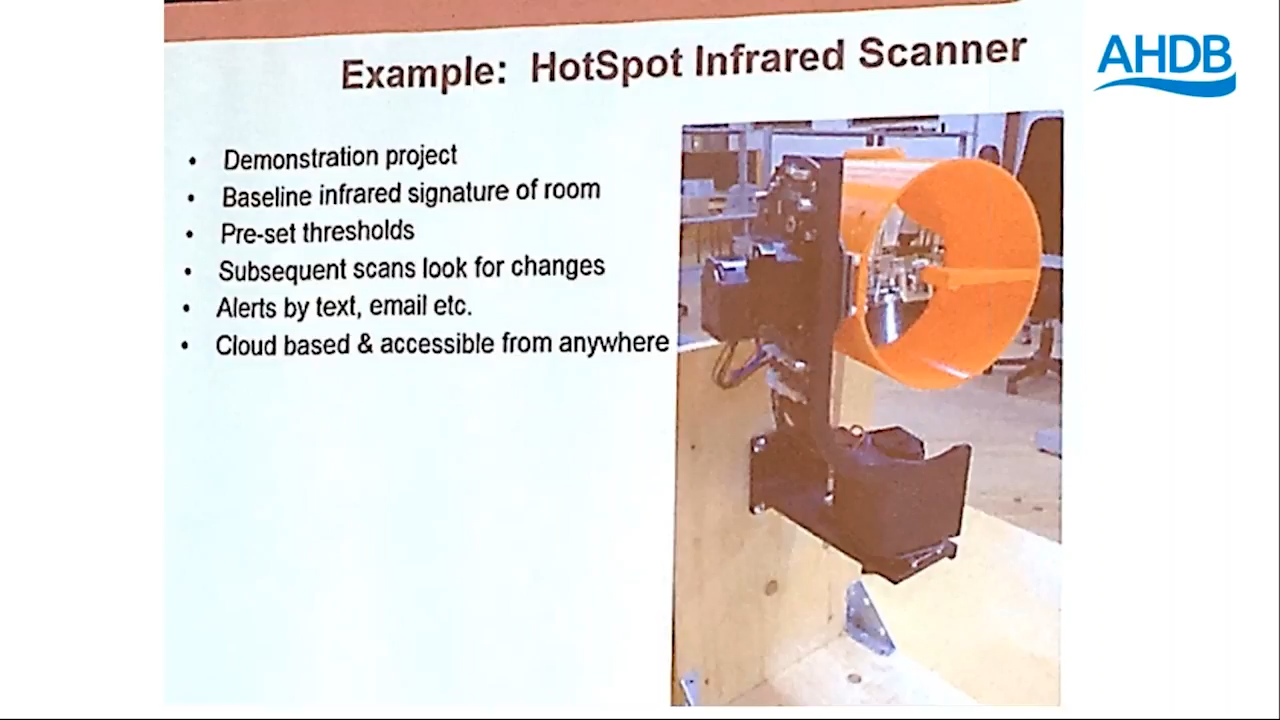 Example: HotSpot Infrared Scanner
AHDB
• Demonstration project
• Baseline infrared signature of room
• Pre-set thresholds
• Subsequent scans look for changes
• Alerts by text, email etc.
• Cloud based & accessible from anywhere